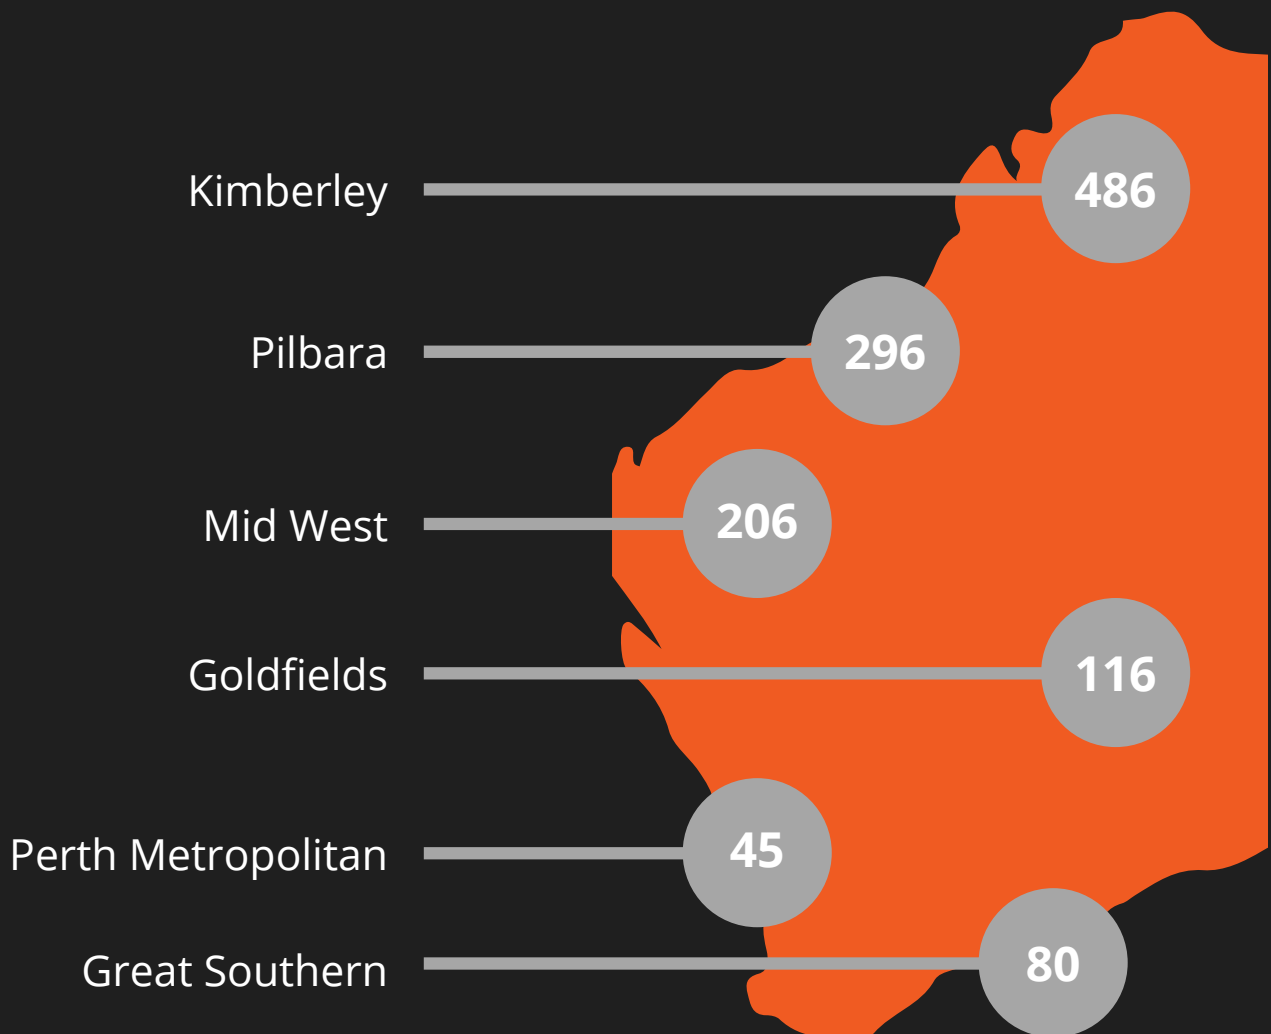 Kimberley 486
Pilbara 296
Mid West 206
Goldfields 116
Perth Metropolitan 45
Great Southern 80